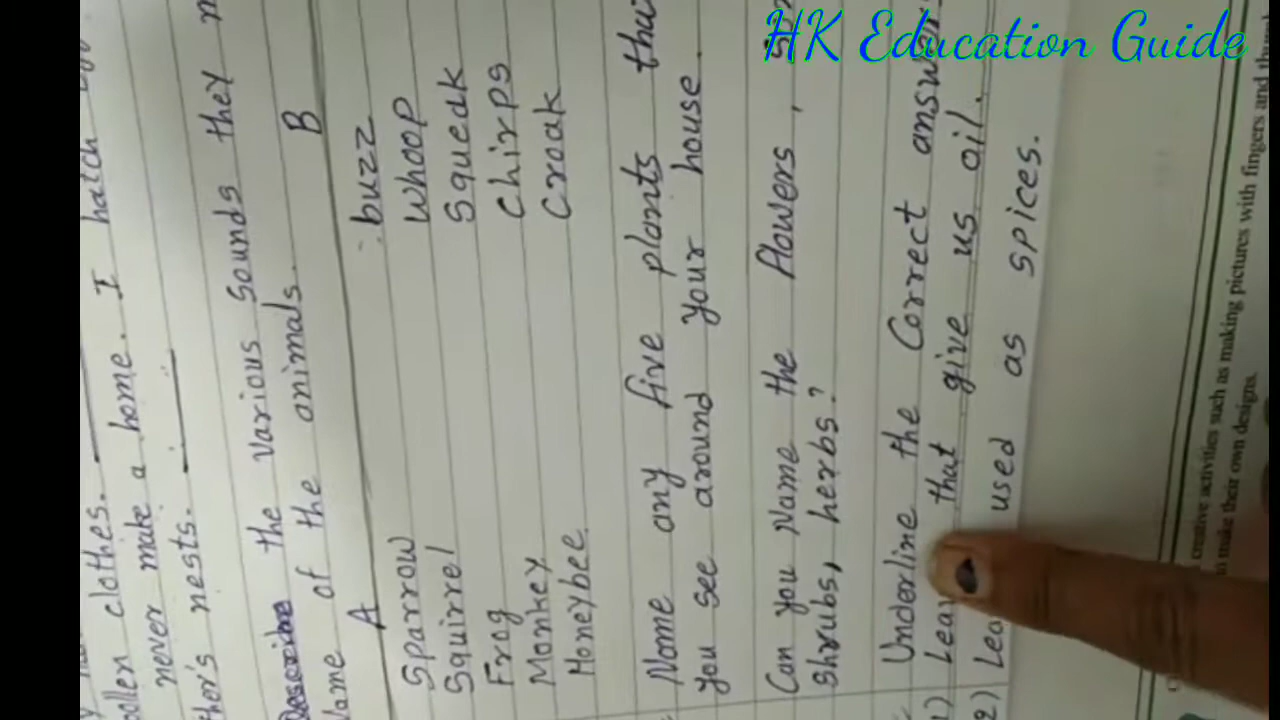 HK Education Guide
clothes.
never make a home. I hatch
nests.
the various sounds they
of the animals.
A B
Sparrow buzz
Squirrel Whoop
Frog Squeak
Monkey Chirps
Honeybee Croak
Name any five plants that
you see around your house.
Can you Name the flowers,
Shrubs, herbs?
Underline the Correct answer
1) that give us oil.
2) used as spices.
creative activities such as making pictures with fingers and
make their own designs.